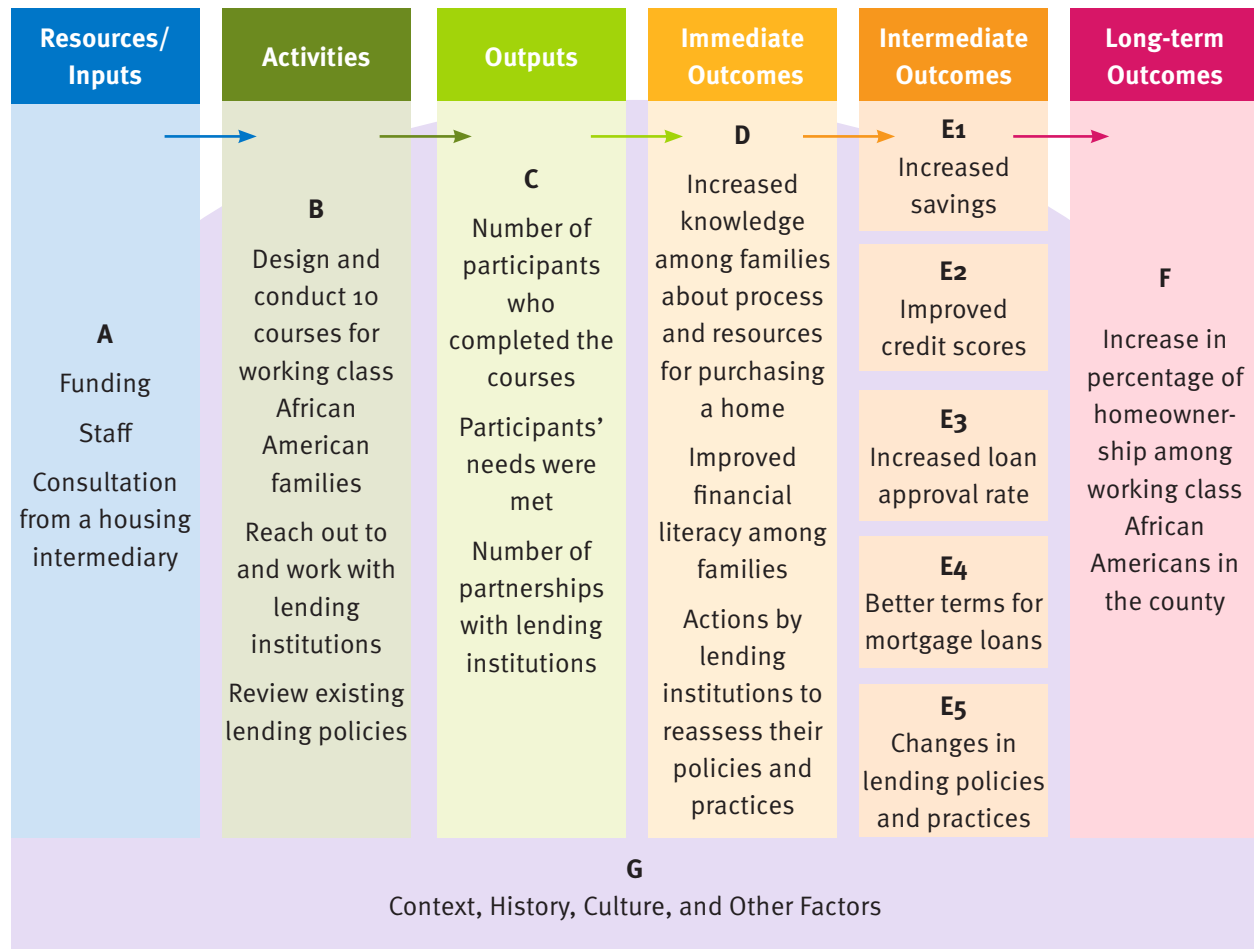 Resources/
Inputs
Activities
Outputs
Immediate
Outcomes
Intermediate
Outcomes
Long-term
Outcomes
A
Funding
Staff
Consultation
from a housing
intermediary
B
Design and
conduct 10
courses for
working class
African
American
families
Reach out to
and work with
lending
institutions
Review existing
lending policies
C
Number of
participants
who
completed the
courses
Participants’
needs were
met
Number of
partnerships
with lending
institutions
D
Increased
knowledge
among families
about process
and resources
for purchasing
a home
Improved
financial
literacy among
families
Actions by
lending
institutions to
reassess their
policies and
practices
E1
Increased
savings
E2
Improved
credit scores
E3
Increased loan
approval rate
E4
Better terms for
mortgage loans
E5
Changes in
lending policies
and practices
F
Increase in
percentage of
homeowner-
ship among
working class
African
Americans in
the county
G
Context, History, Culture, and Other Factors